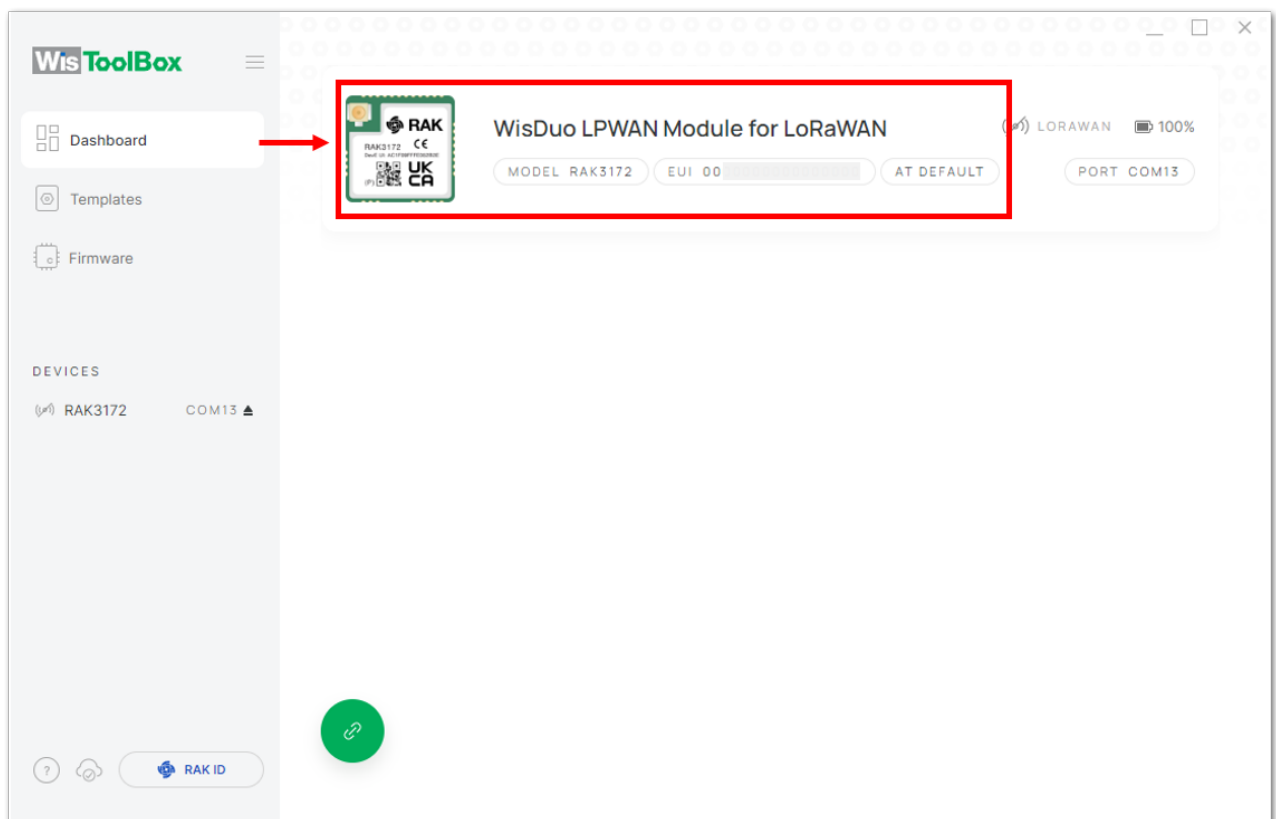 WisToolBox
Dashboard
Templates
Firmware
DEVICES
RAK3172 COM13
? RAK ID
RAK
RAK3172 CE
UK
CA
(P)
WisDuo LPWAN Module for LoRaWAN
LORAWAN 100%
MODEL RAK3172 EUI 00 AT DEFAULT PORT COM13